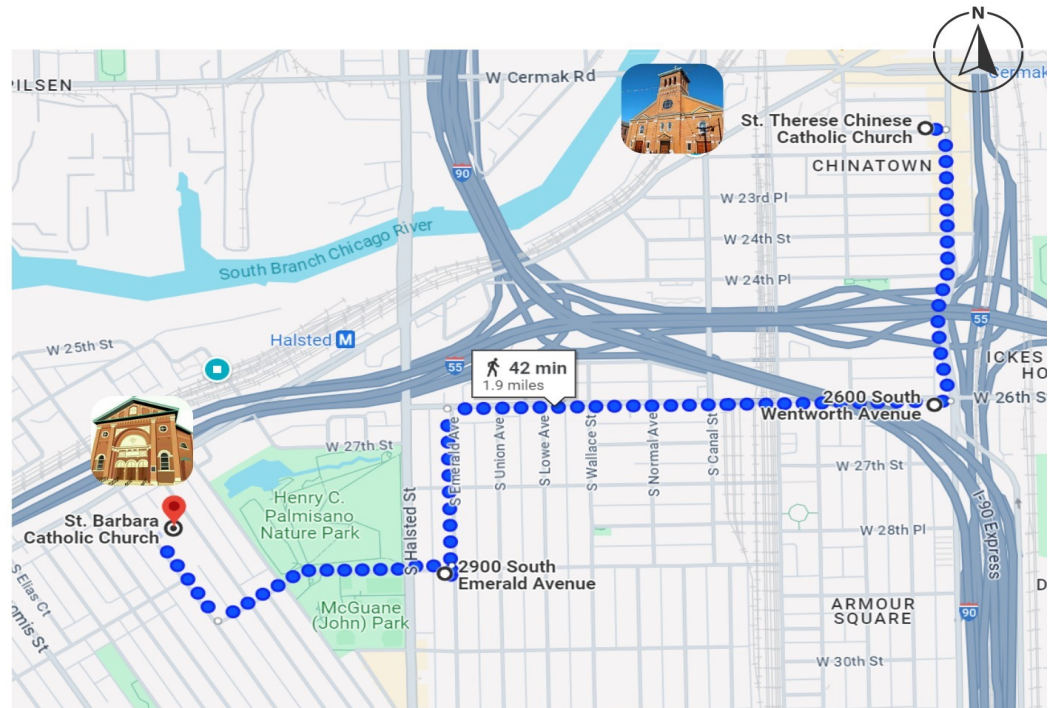 N
PILSEN
W Cermak Rd
Cermak
St. Therese Chinese
Catholic Church
CHINATOWN
90
W 23rd Pl
South Branch Chicago River
W 24th St
W 24th Pl
55
Halsted M
W 25th St
55
42 min
1.9 miles
ICKES
HO
2600 South
Wentworth Avenue
W 26th St
W 27th St
S Emerald Ave
S Union Ave
S Lowe Ave
S Wallace St
S Normal Ave
S Canal St
W 27th St
Henry C.
Palmisano
Nature Park
S Halsted St
I-90 Express
St. Barbara
Catholic Church
W 28th Pl
2900 South
Emerald Avenue
S Elias Ct
McGuane
(John) Park
ARMOUR
SQUARE
90
W 30th St